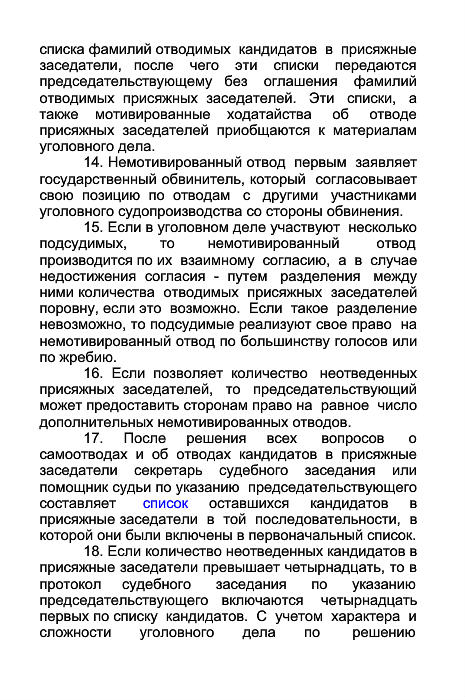 списка фамилий отводимых кандидатов в присяжные
заседатели, после чего эти списки передаются
председательствующему без оглашения фамилий
отводимых присяжных заседателей. Эти списки, а
также мотивированные ходатайства об отводе
присяжных заседателей приобщаются к материалам
уголовного дела.
14. Немотивированный отвод первым заявляет
государственный обвинитель, который согласовывает
свою позицию по отводам с другими участниками
уголовного судопроизводства со стороны обвинения.
15. Если в уголовном деле участвуют несколько
подсудимых, то немотивированный отвод
производится по их взаимному согласию, а в случае
недостижения согласия - путем разделения между
ними количества отводимых присяжных заседателей
поровну, если это возможно. Если такое разделение
невозможно, то подсудимые реализуют свое право на
немотивированный отвод по большинству голосов или
по жребию.
16. Если позволяет количество неотведенных
присяжных заседателей, то председательствующий
может предоставить сторонам право на равное число
дополнительных немотивированных отводов.
17. После решения всех вопросов о
самоотводах и об отводах кандидатов в присяжные
заседатели секретарь судебного заседания или
помощник судьи по указанию председательствующего
составляет список оставшихся кандидатов в
присяжные заседатели в той последовательности, в
которой они были включены в первоначальный список.
18. Если количество неотведенных кандидатов в
присяжные заседатели превышает четырнадцать, то в
протокол судебного заседания по указанию
председательствующего включаются четырнадцать
первых по списку кандидатов. С учетом характера и
сложности уголовного дела по решению